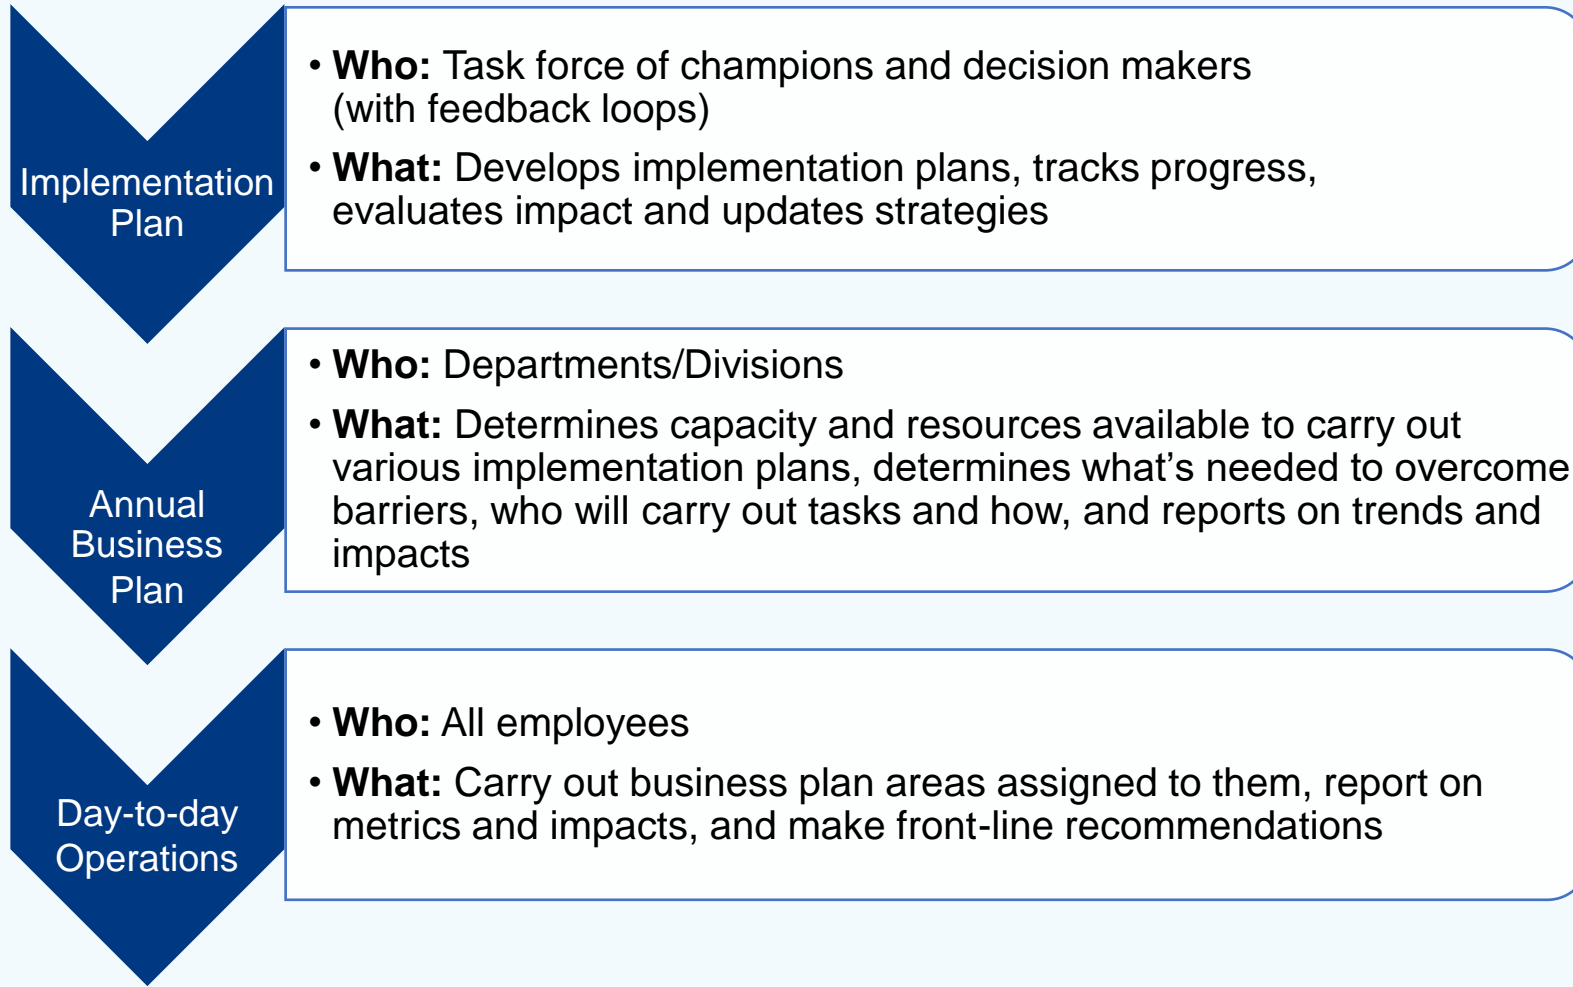 Implementation
Plan
• Who: Task force of champions and decision makers
(with feedback loops)
• What: Develops implementation plans, tracks progress,
evaluates impact and updates strategies
Annual
Business
Plan
• Who: Departments/Divisions
• What: Determines capacity and resources available to carry out
various implementation plans, determines what’s needed to overcome
barriers, who will carry out tasks and how, and reports on trends and
impacts
Day-to-day
Operations
• Who: All employees
• What: Carry out business plan areas assigned to them, report on
metrics and impacts, and make front-line recommendations